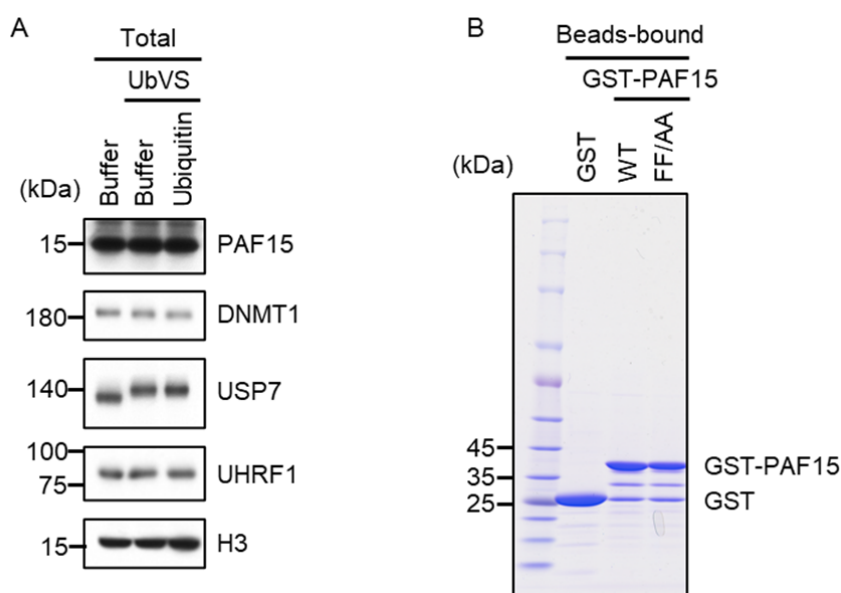 A
Total
UbVS
Buffer
Buffer
Ubiquitin
(kDa)
15
PAF15
180
DNMT1
140
USP7
100
75
UHRF1
15
H3
B
Beads-bound
GST-PAF15
GST
WT
FF/AA
(kDa)
45
35
25
GST-PAF15
GST